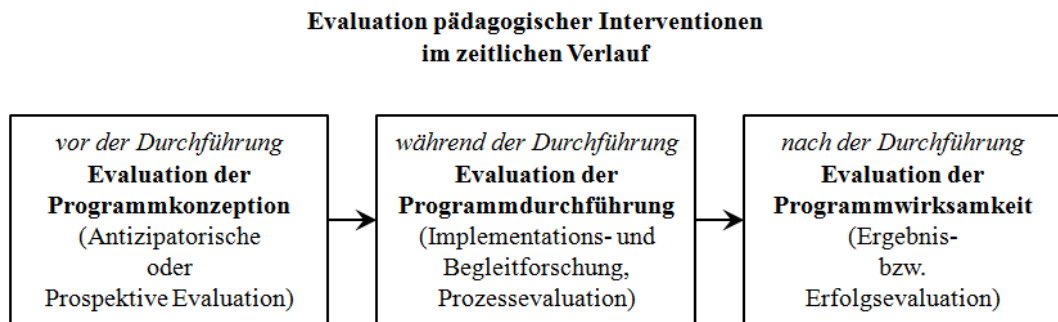 Evaluation pädagogischer Interventionen
im zeitlichen Verlauf
vor der Durchführung
Evaluation der
Programmkonzeption
(Antizipatorische
oder
Prospektive Evaluation)
während der Durchführung
Evaluation der
Programmdurchführung
(Implementations- und
Begleitforschung,
Prozessevaluation)
nach der Durchführung
Evaluation der
Programmwirksamkeit
(Ergebnis-
bzw.
Erfolgsevaluation)